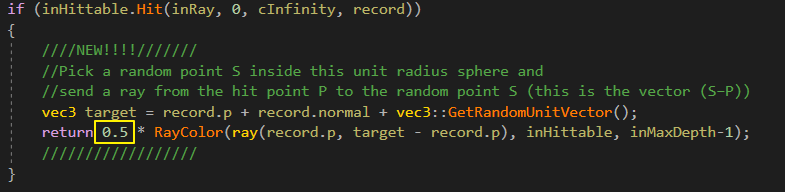 if (inHittable.Hit(inRay, 0, cInfinity, record))
{
////NEW!!!!///////
//Pick a random point S inside this unit radius sphere and
//send a ray from the hit point P to the random point S (this is the vector (S-P))
vec3 target = record.p + record.normal + vec3::GetRandomUnitVector();
return 0.5 * RayColor(ray(record.p, target - record.p), inHittable, inMaxDepth-1);
//////////////////
}